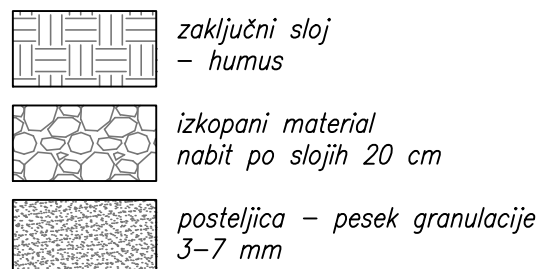 zaključni sloj
– humus
izkopani material
nabit po slojih 20 cm
posteljica – pesek granulacije
3–7 mm